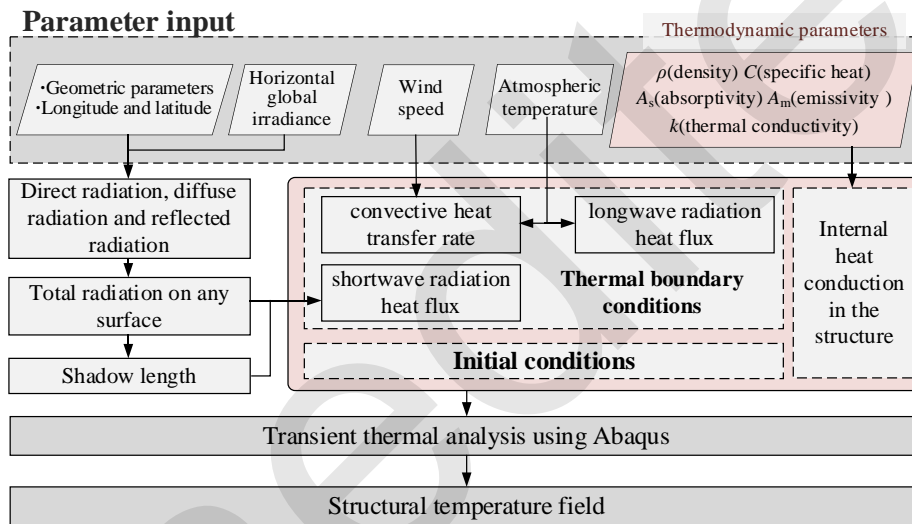 Parameter input
Thermodynamic parameters
·Geometric parameters
·Longitude and latitude
Horizontal
global
irradiance
Wind
speed
Atmospheric
temperature
ρ(density) C(specific heat)
As(absorptivity) Am(emissivity )
k(thermal conductivity)
Direct radiation, diffuse
radiation and reflected
radiation
convective heat
transfer rate
longwave radiation
heat flux
Internal
heat
conduction
in the
structure
Total radiation on any
surface
shortwave radiation
heat flux
Thermal boundary
conditions
Shadow length
Initial conditions
Transient thermal analysis using Abaqus
Structural temperature field